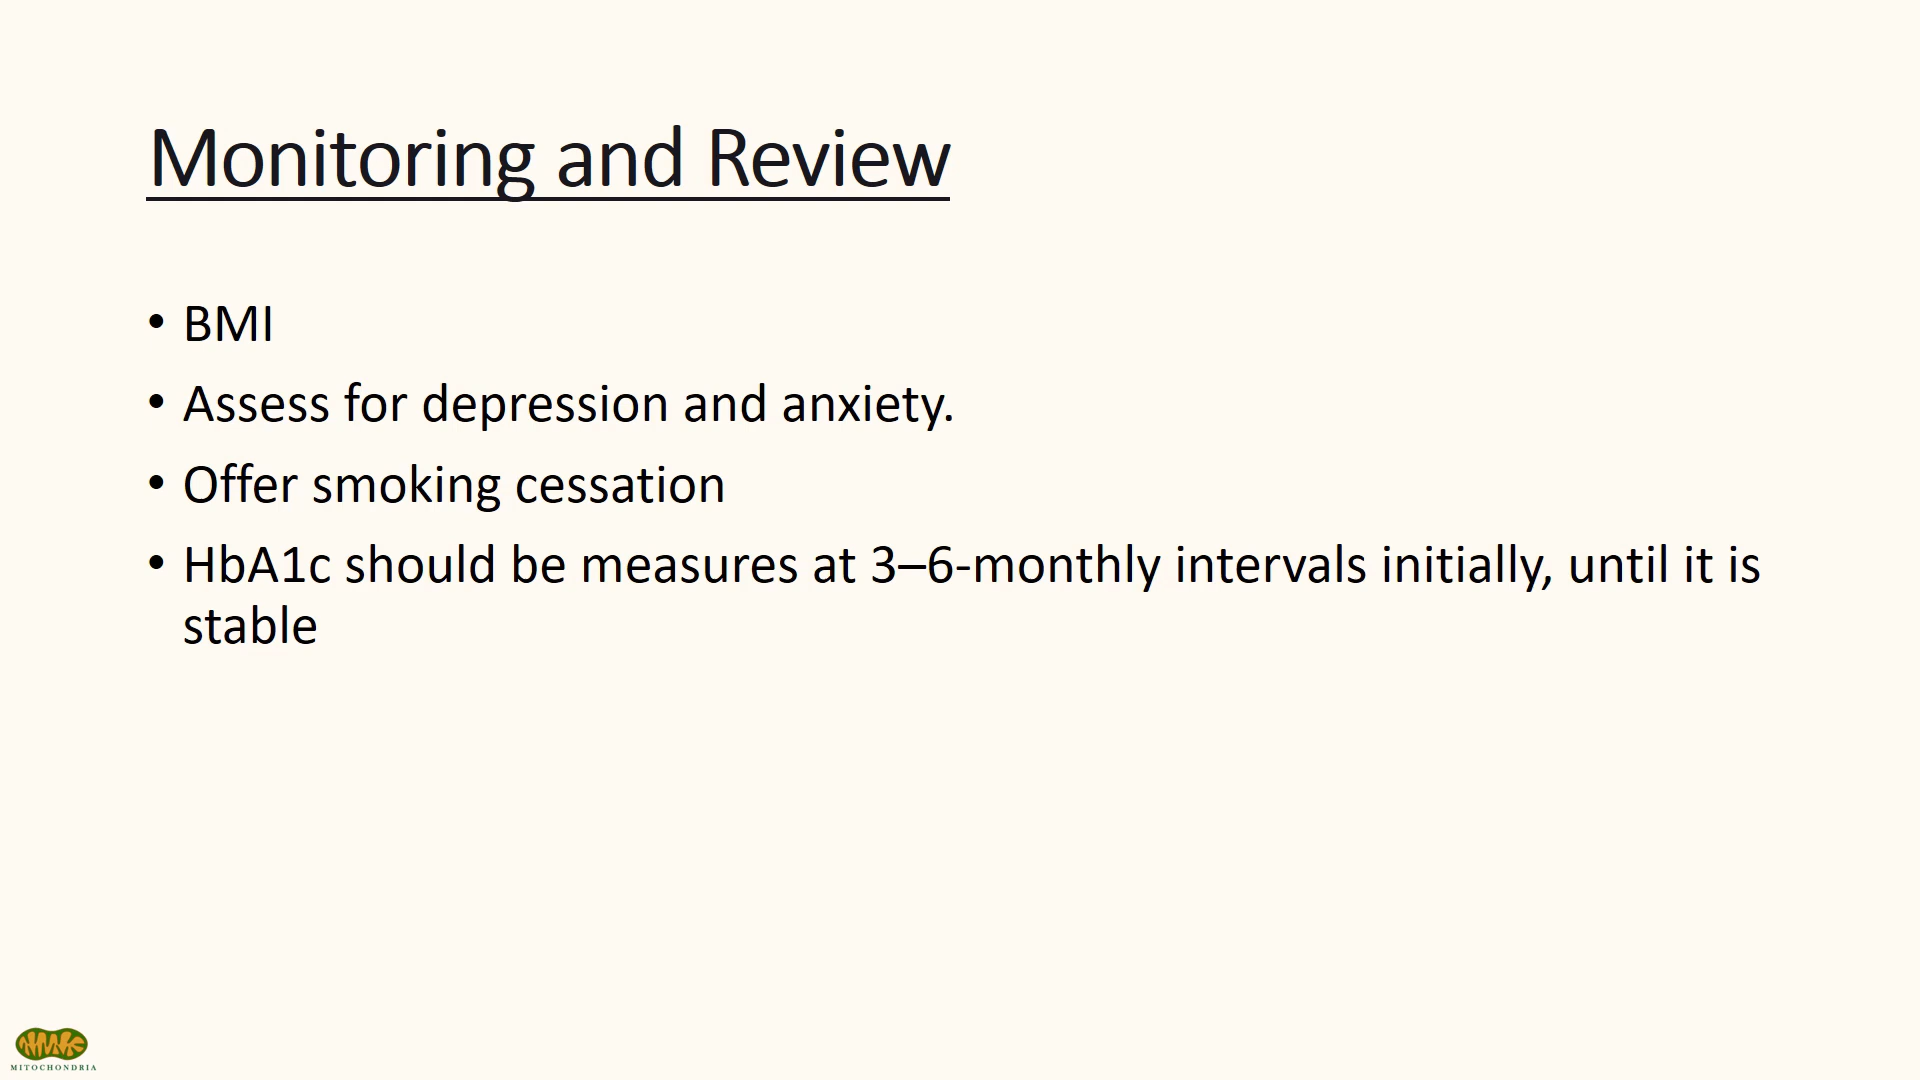 Monitoring and Review
• BMI
• Assess for depression and anxiety.
• Offer smoking cessation
• HbA1c should be measures at 3–6-monthly intervals initially, until it is
stable
MITOCHONDRIA